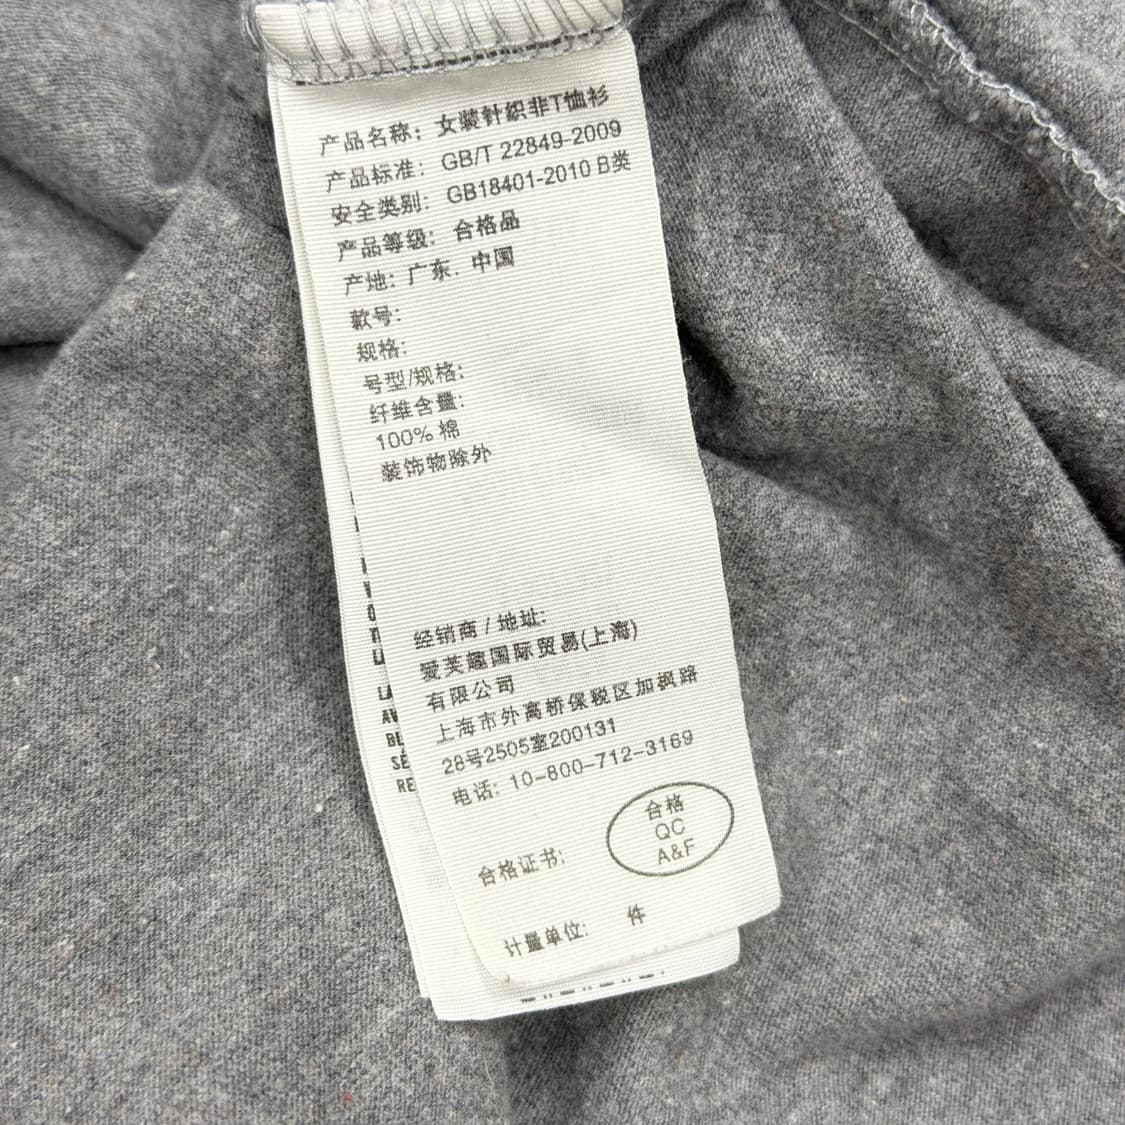 产品名称: 女装针织非T恤衫
产品标准: GB/T 22849-2009
安全类别: GB18401-2010 B类
产品等级: 合格品
产地: 广东. 中国
款号:
规格:
号型/规格:
纤维含量:
100% 棉
装饰物除外
经销商 / 地址:
爱芙趣国际贸易(上海)
有限公司
上海市外高桥保税区加枫路
28号2505室200131
电话: 10-800-712-3169
合格证书:
合格
QC
A&F
计量单位: 件
LA
AV
BL
SÉ
RE